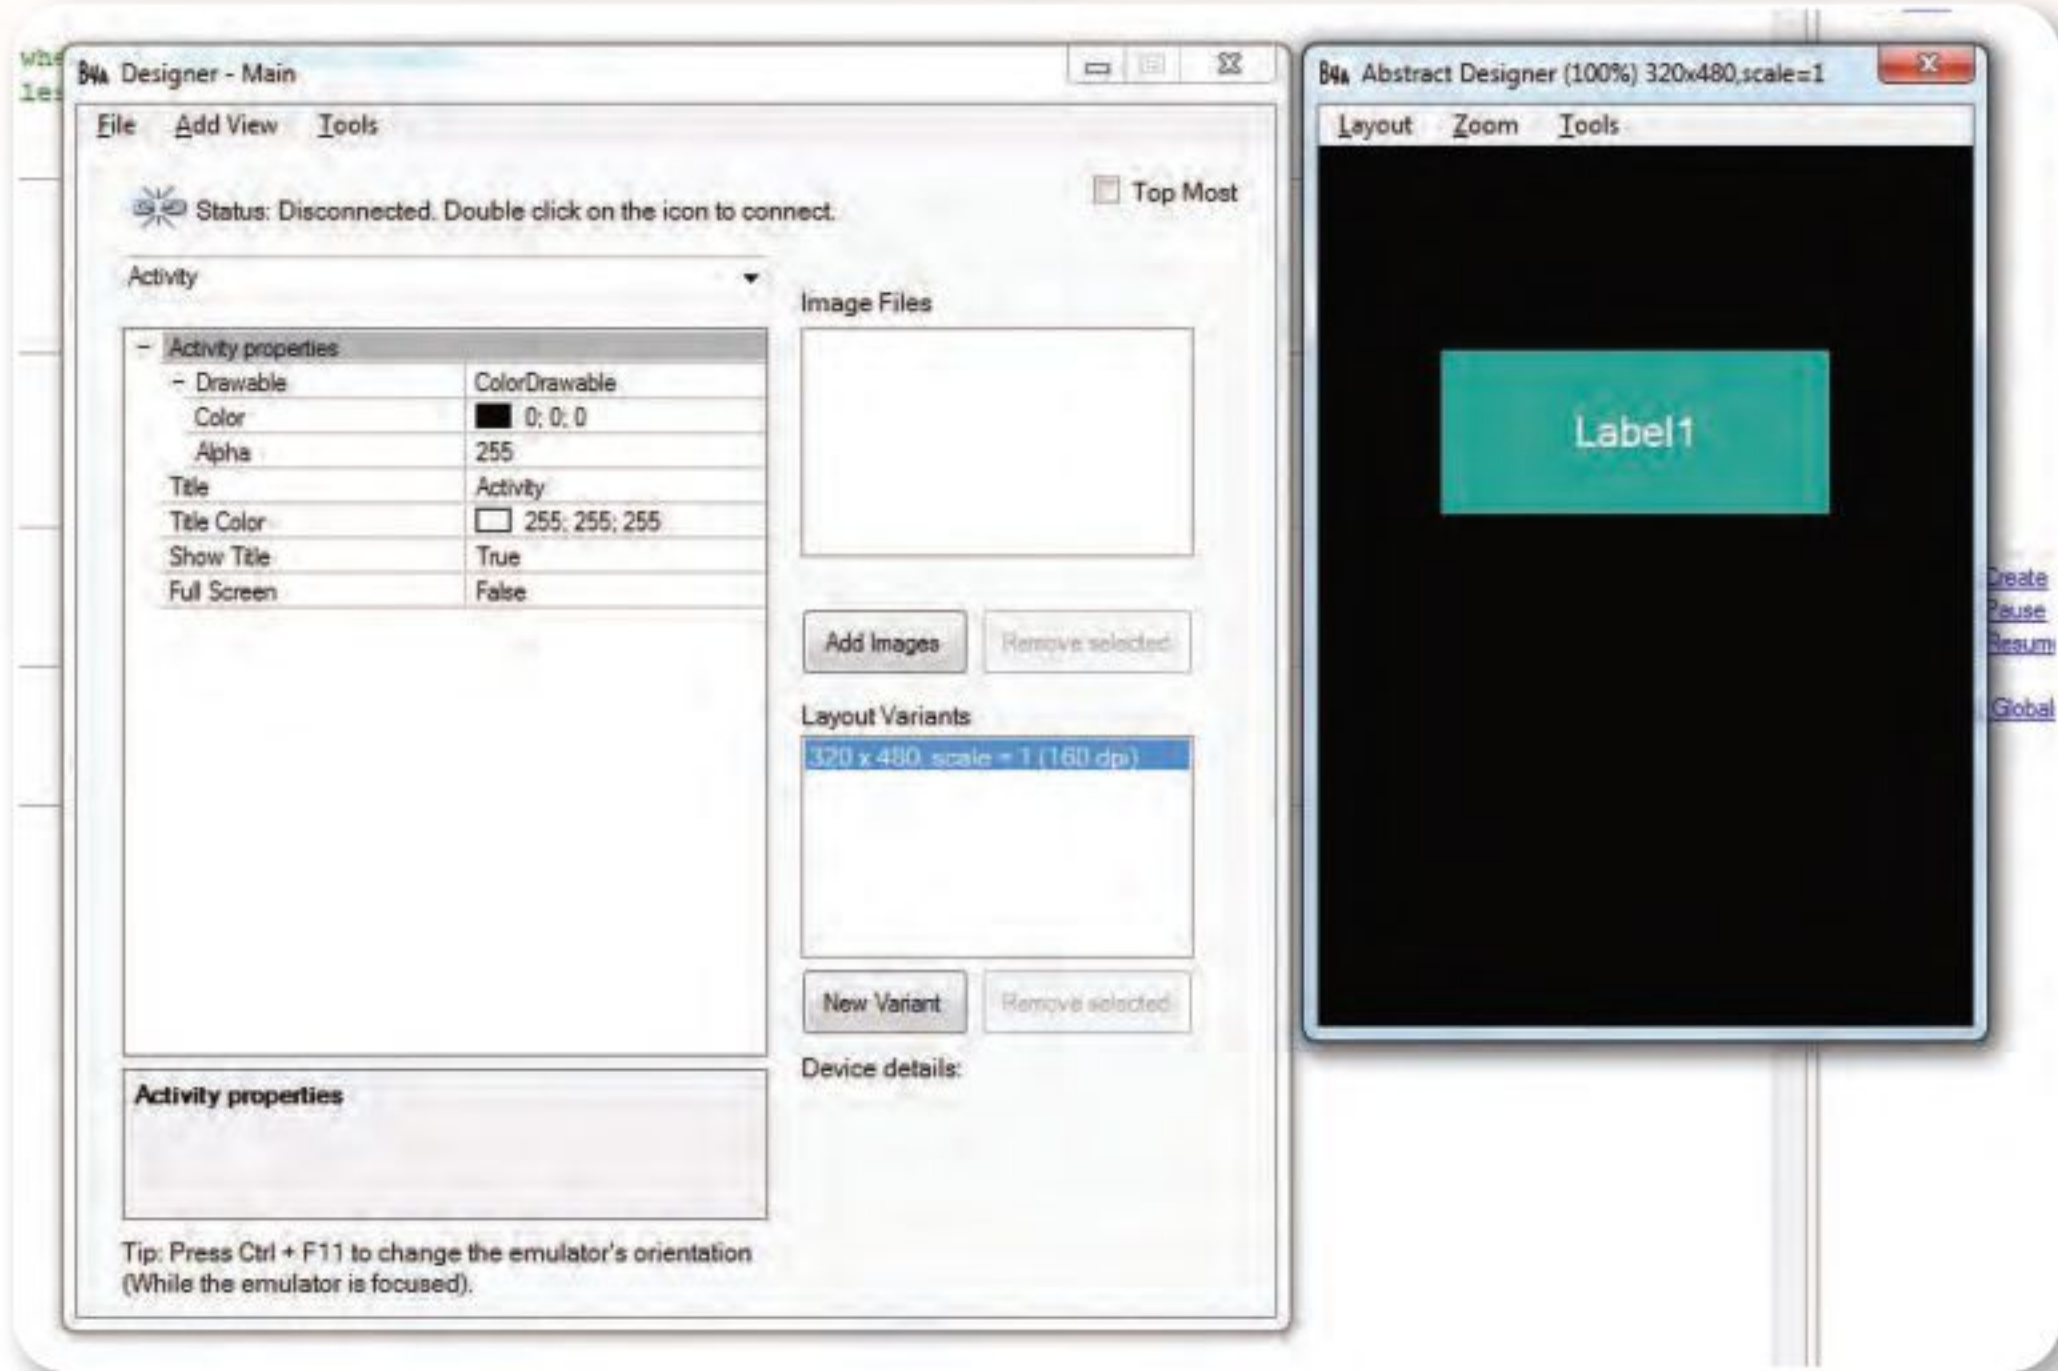 whe
les
B4A Designer - Main
File Add View Tools
Status: Disconnected. Double click on the icon to connect.
Top Most
Activity
Activity properties
Drawable ColorDrawable
Color 0; 0; 0
Alpha 255
Title Activity
Title Color 255; 255; 255
Show Title True
Full Screen False
Image Files
Add Images Remove selected
Layout Variants
320 x 480, scale = 1 (160 dpi)
New Variant Remove selected
Device details:
Activity properties
Tip: Press Ctrl + F11 to change the emulator's orientation
(While the emulator is focused).
B4A Abstract Designer (100%) 320x480,scale=1
Layout Zoom Tools
Label1
Create
Pause
Resum
Global